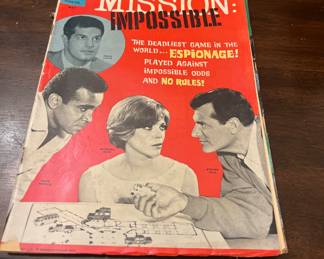 MISSION:
IMPOSSIBLE
THE DEADLIEST GAME IN THE
WORLD... ESPIONAGE!
PLAYED AGAINST
IMPOSSIBLE ODDS
AND NO RULES!